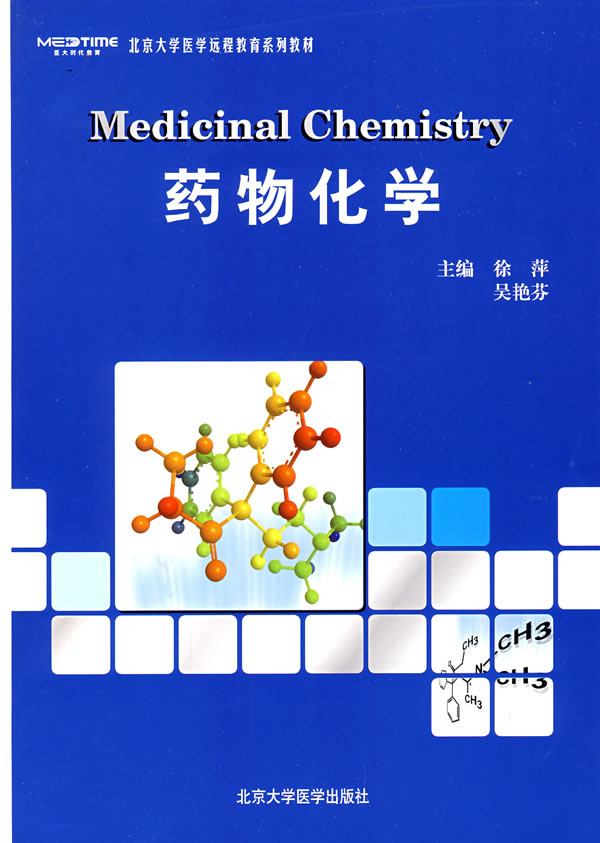 MEDTIME
医大时代教育
北京大学医学远程教育系列教材
Medicinal Chemistry
药物化学
主编 徐 萍
吴艳芬
CH3
CH3
N
CH3
CH3
北京大学医学出版社